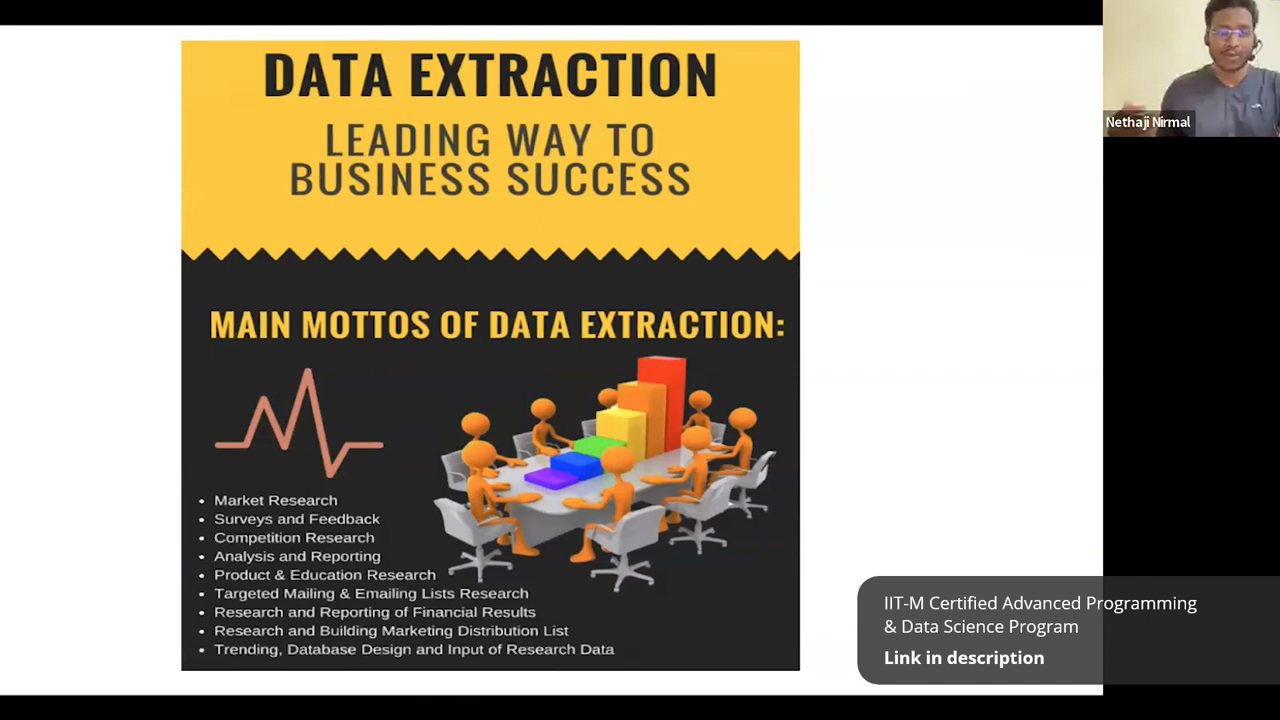 DATA EXTRACTION
LEADING WAY TO
BUSINESS SUCCESS
MAIN MOTTOS OF DATA EXTRACTION:
• Market Research
• Surveys and Feedback
• Competition Research
• Analysis and Reporting
• Product & Education Research
• Targeted Mailing & Emailing Lists Research
• Research and Reporting of Financial Results
• Research and Building Marketing Distribution List
• Trending, Database Design and Input of Research Data
Nethaji Nirmal
IIT-M Certified Advanced Programming
& Data Science Program
Link in description